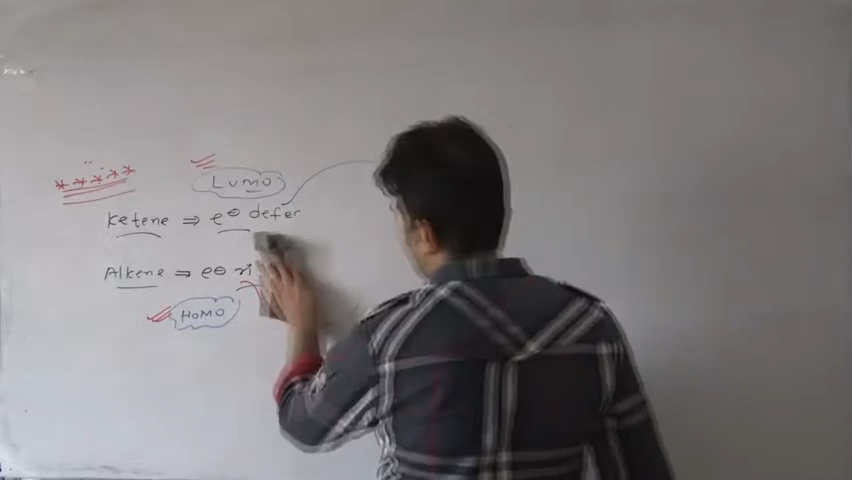 *****
LUMO
Ketene ⇒ e⊖ defer
Alkene ⇒ e⊖ ri
HOMO